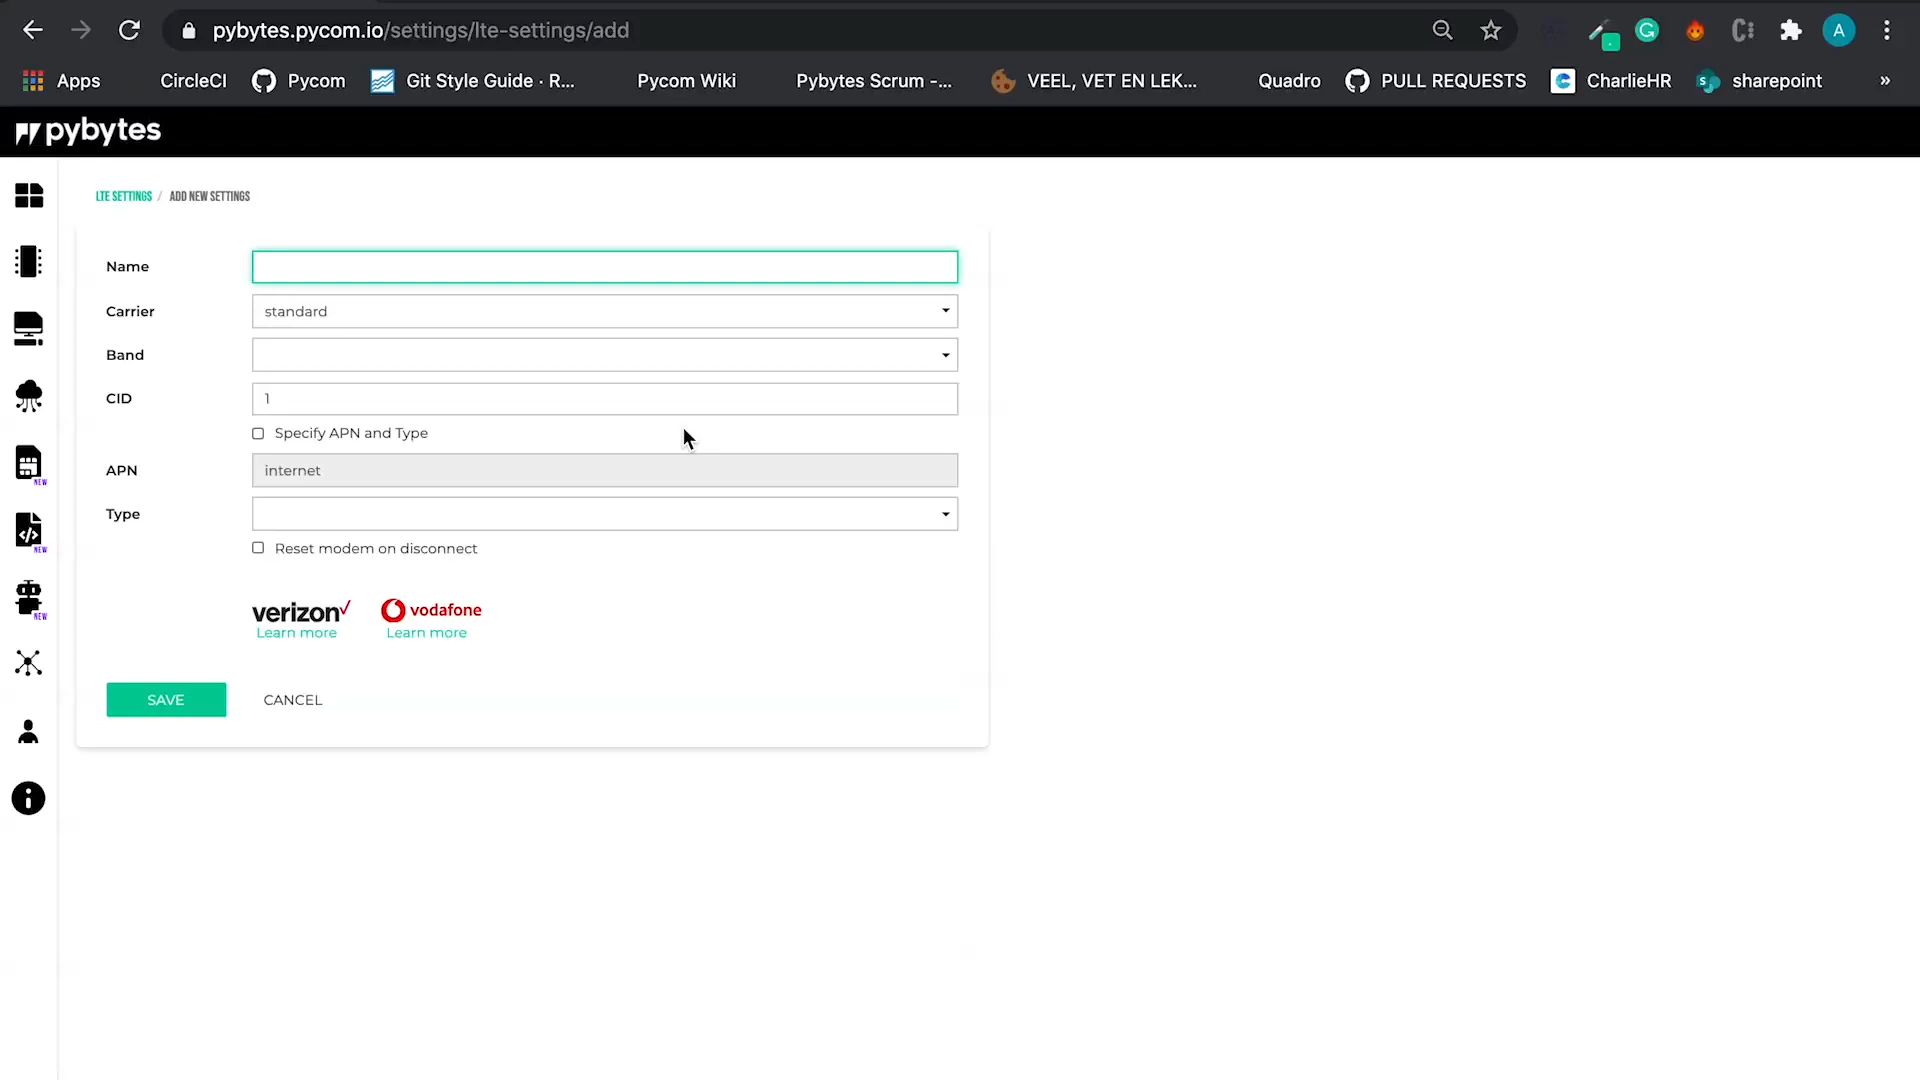 pybytes.pycom.io/settings/lte-settings/add
A
Apps
CircleCI
Pycom
Git Style Guide · R...
Pycom Wiki
Pybytes Scrum -...
VEEL, VET EN LEK...
Quadro
PULL REQUESTS
CharlieHR
sharepoint
»
pybytes
LTE SETTINGS / ADD NEW SETTINGS
Name
Carrier
standard
Band
CID
1
Specify APN and Type
APN
internet
Type
Reset modem on disconnect
verizon
vodafone
Learn more
Learn more
SAVE
CANCEL
NEW
NEW
NEW